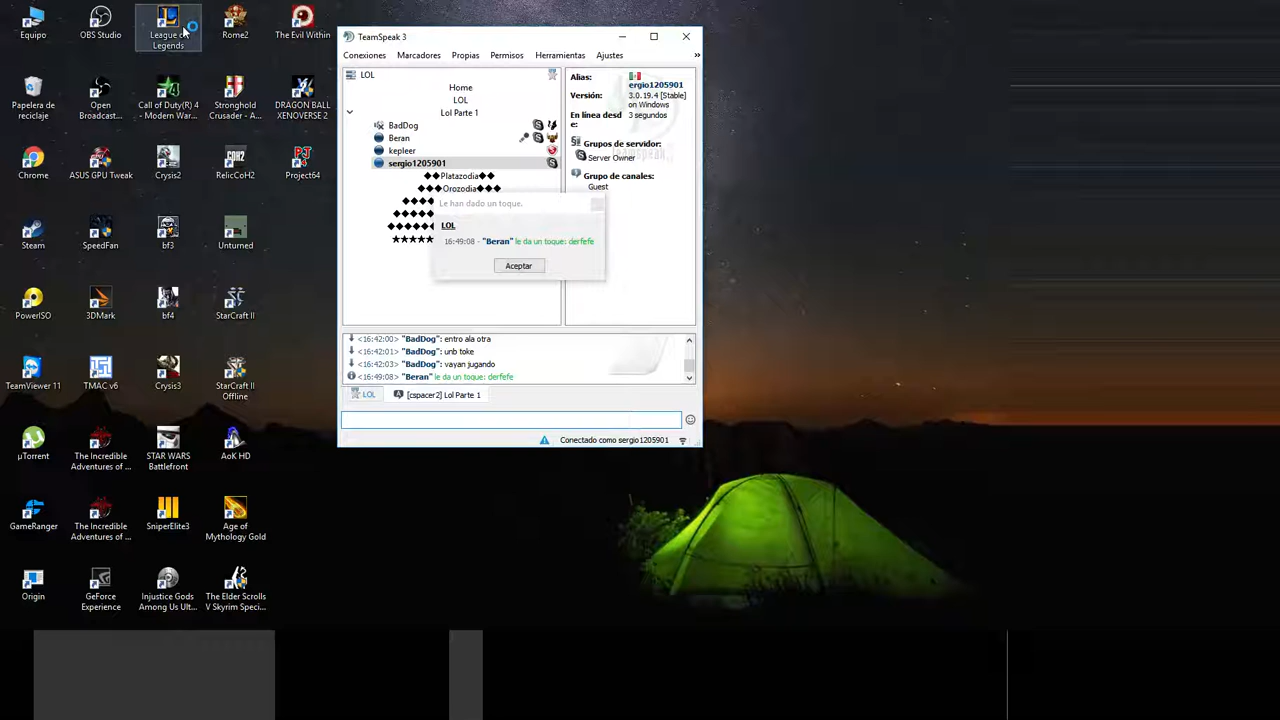 Equipo
OBS Studio
League o
Legends
Rome2
The Evil Within
Papelera de
reciclaje
Open
Broadcast...
Call of Duty(R) 4
- Modern War...
Stronghold
Crusader - A...
DRAGON BALL
XENOVERSE 2
Chrome
ASUS GPU Tweak
Crysis2
RelicCoH2
Project64
Steam
SpeedFan
bf3
Unturned
PowerISO
3DMark
bf4
StarCraft II
TeamViewer 11
TMAC v6
Crysis3
StarCraft II
Offline
µTorrent
The Incredible
Adventures of ...
STAR WARS
Battlefront
AoK HD
GameRanger
The Incredible
Adventures of ...
SniperElite3
Age of
Mythology Gold
Origin
GeForce
Experience
Injustice Gods
Among Us Ult...
The Elder Scrolls
V Skyrim Speci...
TeamSpeak 3
Conexiones Marcadores Propias Permisos Herramientas Ajustes »
LOL
Home
LOL
Lol Parte 1
BadDog
Beran
kepleer
sergio1205901
◆◆Platazodia◆◆
◆◆◆Orozodia◆◆◆
◆◆◆◆
◆◆◆◆◆
◆◆◆◆◆◆
★★★★★
Alias:
ergio1205901
Versión: 3.0.19.4 [Stable]
on Windows
En línea desd
e: 3 segundos
Grupos de servidor:
Server Owner
Grupo de canales:
Guest
Le han dado un toque.
LOL
16:49:08 - "Beran" le da un toque: derfefe
Aceptar
<16:42:00> "BadDog": entro ala otra
<16:42:01> "BadDog": unb toke
<16:42:03> "BadDog": vayan jugando
<16:49:08> "Beran" le da un toque: derfefe
LOL
[cspacer2] Lol Parte 1
Conectado como sergio1205901